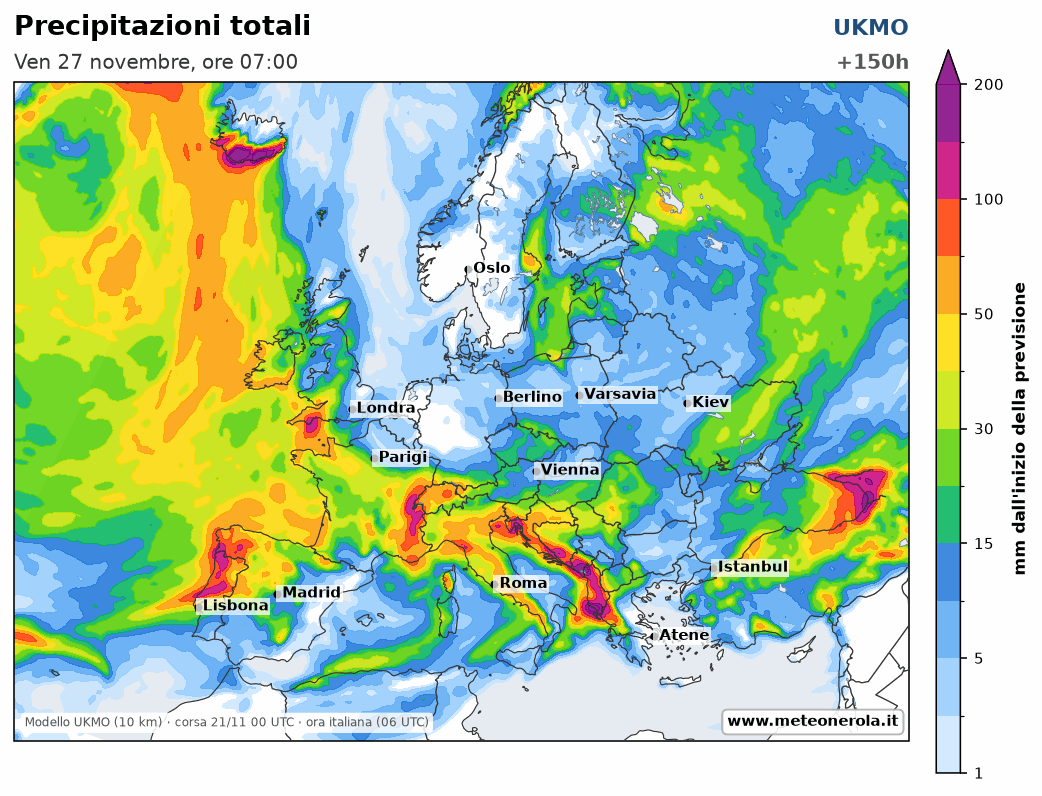 Precipitazioni totali
UKMO
Ven 27 novembre, ore 07:00
+150h
200
100
50
30
15
5
1
mm dall'inizio della previsione
Oslo
Londra
Berlino
Varsavia
Kiev
Parigi
Vienna
Istanbul
Roma
Madrid
Lisbona
Atene
Modello UKMO (10 km) · corsa 21/11 00 UTC · ora italiana (06 UTC)
www.meteonerola.it